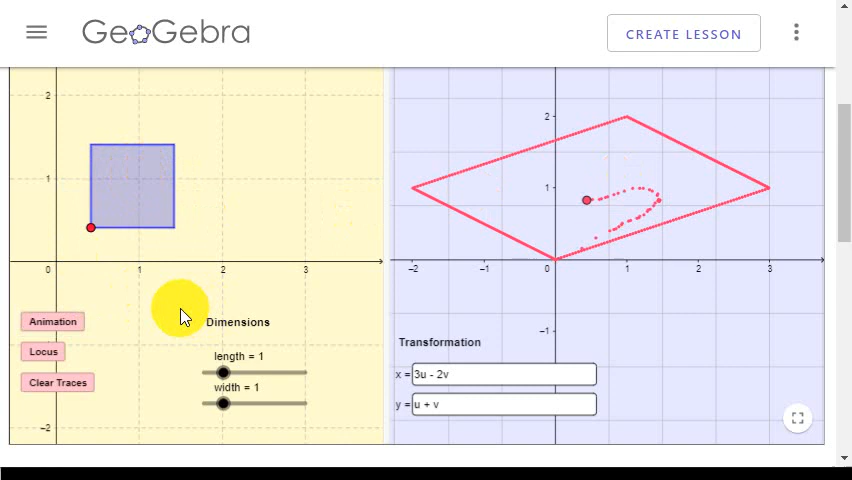 GeoGebra
CREATE LESSON
2
1
0
1
2
3
-2
Animation
Locus
Clear Traces
Dimensions
length = 1
width = 1
2
1
-2
-1
0
1
2
3
-1
Transformation
x = 3u - 2v
y = u + v